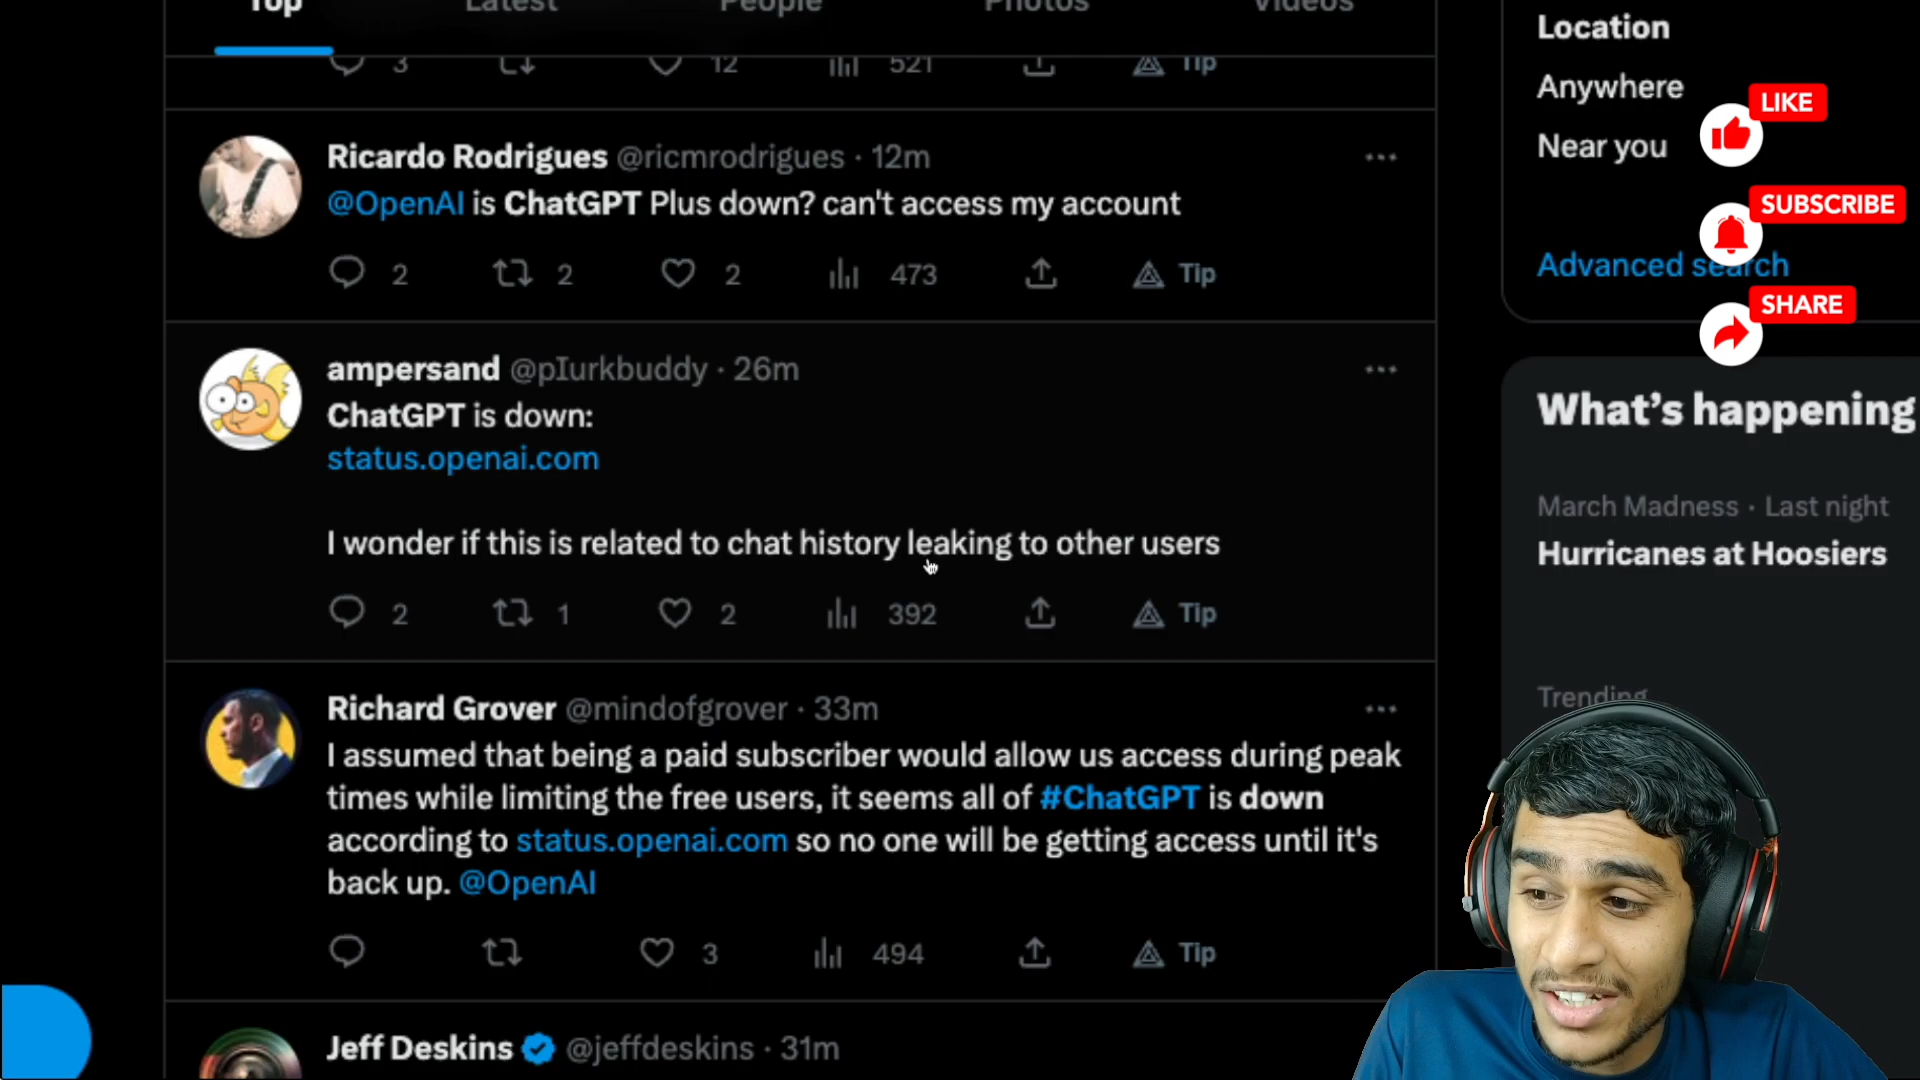 Top Latest People Photos Videos
3 12 521 Tip
Ricardo Rodrigues @ricmrodrigues · 12m
@OpenAI is ChatGPT Plus down? can't access my account
2 2 2 473 Tip
ampersand @pIurkbuddy · 26m
ChatGPT is down:
status.openai.com
I wonder if this is related to chat history leaking to other users
2 1 2 392 Tip
Richard Grover @mindofgrover · 33m
I assumed that being a paid subscriber would allow us access during peak
times while limiting the free users, it seems all of #ChatGPT is down
according to status.openai.com so no one will be getting access until it's
back up. @OpenAI
3 494 Tip
Jeff Deskins @jeffdeskins · 31m
Location
Anywhere
Near you
Advanced search
LIKE
SUBSCRIBE
SHARE
What's happening
March Madness · Last night
Hurricanes at Hoosiers
Trending